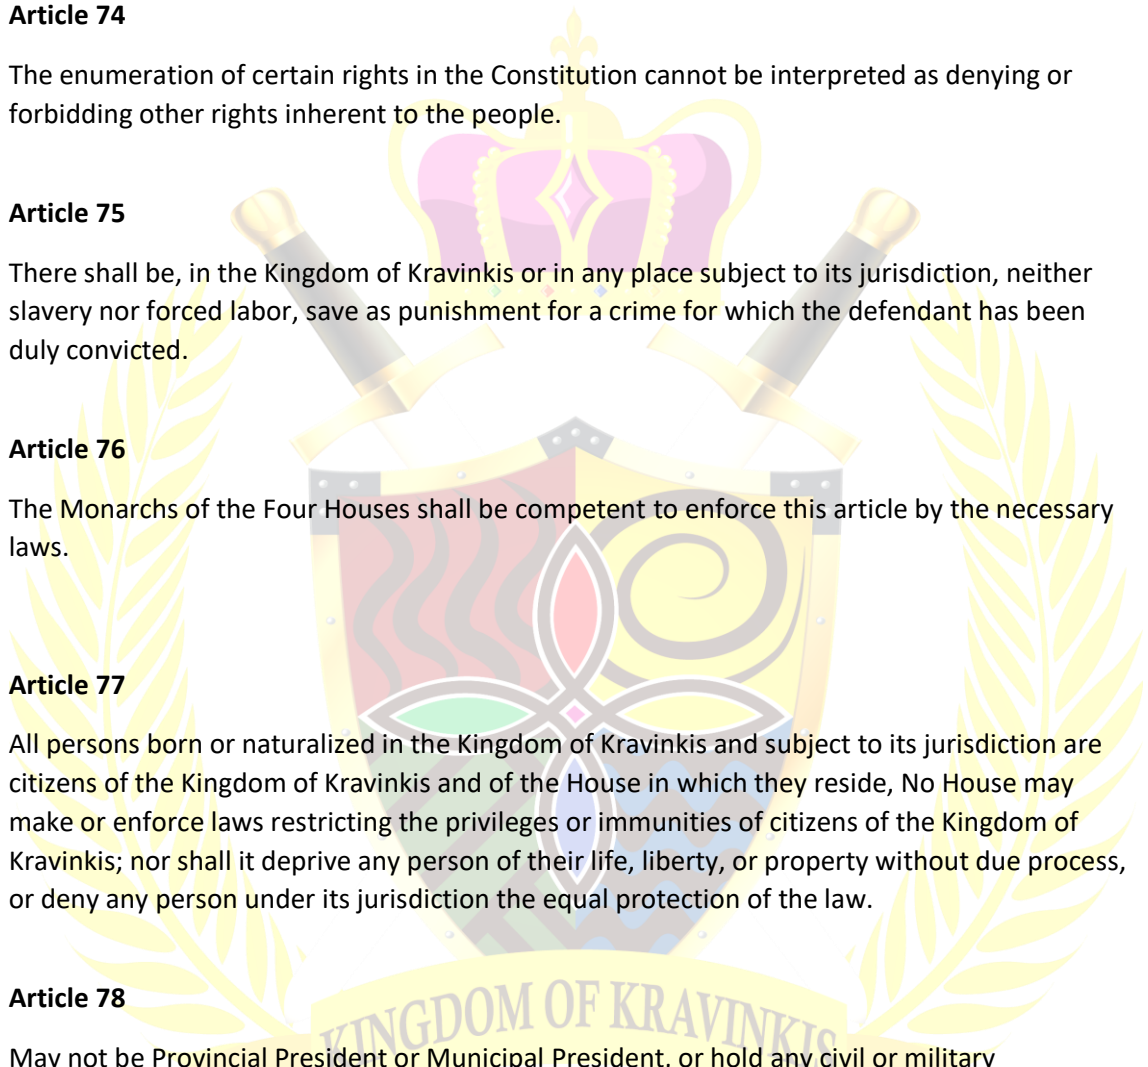 Article 74
The enumeration of certain rights in the Constitution cannot be interpreted as denying or
forbidding other rights inherent to the people.
Article 75
There shall be, in the Kingdom of Kravinkis or in any place subject to its jurisdiction, neither
slavery nor forced labor, save as punishment for a crime for which the defendant has been
duly convicted.
Article 76
The Monarchs of the Four Houses shall be competent to enforce this article by the necessary
laws.
Article 77
All persons born or naturalized in the Kingdom of Kravinkis and subject to its jurisdiction are
citizens of the Kingdom of Kravinkis and of the House in which they reside, No House may
make or enforce laws restricting the privileges or immunities of citizens of the Kingdom of
Kravinkis; nor shall it deprive any person of their life, liberty, or property without due process,
or deny any person under its jurisdiction the equal protection of the law.
Article 78
KINGDOM OF KRAVINKIS
May not be Provincial President or Municipal President, or hold any civil or military